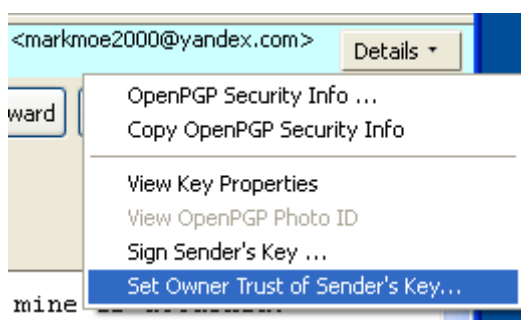 <markmoe2000@yandex.com>
Details
ward
OpenPGP Security Info ...
Copy OpenPGP Security Info
View Key Properties
View OpenPGP Photo ID
Sign Sender's Key ...
Set Owner Trust of Sender's Key...
mine